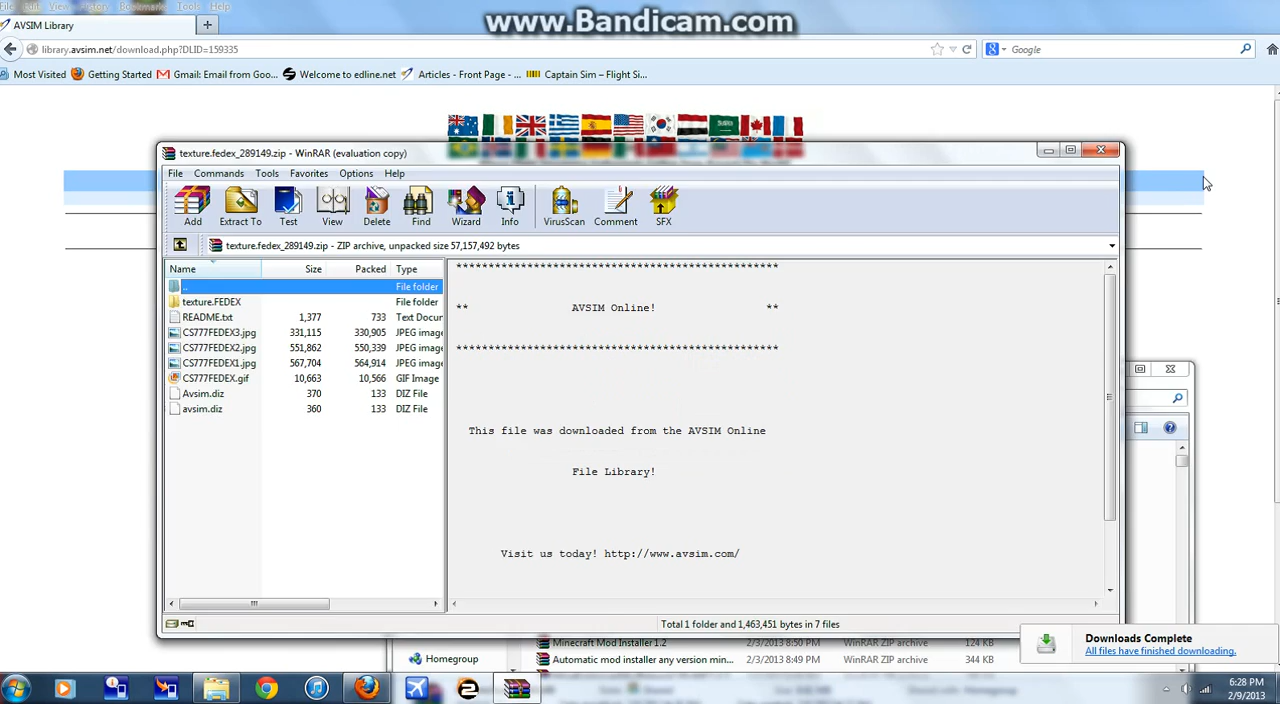 www.Bandicam.com
File Edit View History Bookmarks Tools Help
AVSIM Library
library.avsim.net/download.php?DLID=159335
Google
Most Visited Getting Started Gmail: Email from Goo... Welcome to edline.net Articles - Front Page - ... Captain Sim – Flight Si...
texture.fedex_289149.zip - WinRAR (evaluation copy)
File Commands Tools Favorites Options Help
Add Extract To Test View Delete Find Wizard Info VirusScan Comment SFX
texture.fedex_289149.zip - ZIP archive, unpacked size 57,157,492 bytes
Name Size Packed Type
.. File folder
texture.FEDEX File folder
README.txt 1,377 733 Text Docum
CS777FEDEX3.jpg 331,115 330,905 JPEG image
CS777FEDEX2.jpg 551,862 550,339 JPEG image
CS777FEDEX1.jpg 567,704 564,914 JPEG image
CS777FEDEX.gif 10,663 10,566 GIF Image
Avsim.diz 370 133 DIZ File
avsim.diz 360 133 DIZ File
**************************************************
** AVSIM Online! **
**************************************************
This file was downloaded from the AVSIM Online
File Library!
Visit us today! http://www.avsim.com/
Total 1 folder and 1,463,451 bytes in 7 files
Minecraft Mod Installer 1.2 2/3/2013 8:50 PM WinRAR ZIP archive 124 KB
Homegroup
Automatic mod installer any version min... 2/3/2013 8:49 PM WinRAR ZIP archive 344 KB
Downloads Complete
All files have finished downloading.
6:28 PM
2/9/2013